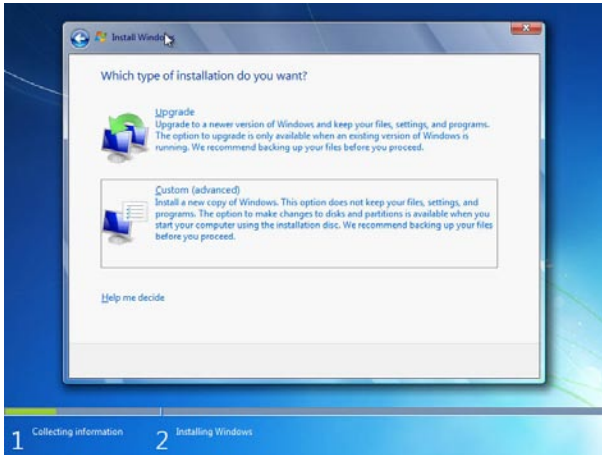 Install Windows
Which type of installation do you want?
Upgrade
Upgrade to a newer version of Windows and keep your files, settings, and programs.
The option to upgrade is only available when an existing version of Windows is
running. We recommend backing up your files before you proceed.
Custom (advanced)
Install a new copy of Windows. This option does not keep your files, settings, and
programs. The option to make changes to disks and partitions is available when you
start your computer using the installation disc. We recommend backing up your files
before you proceed.
Help me decide
1 Collecting information 2 Installing Windows